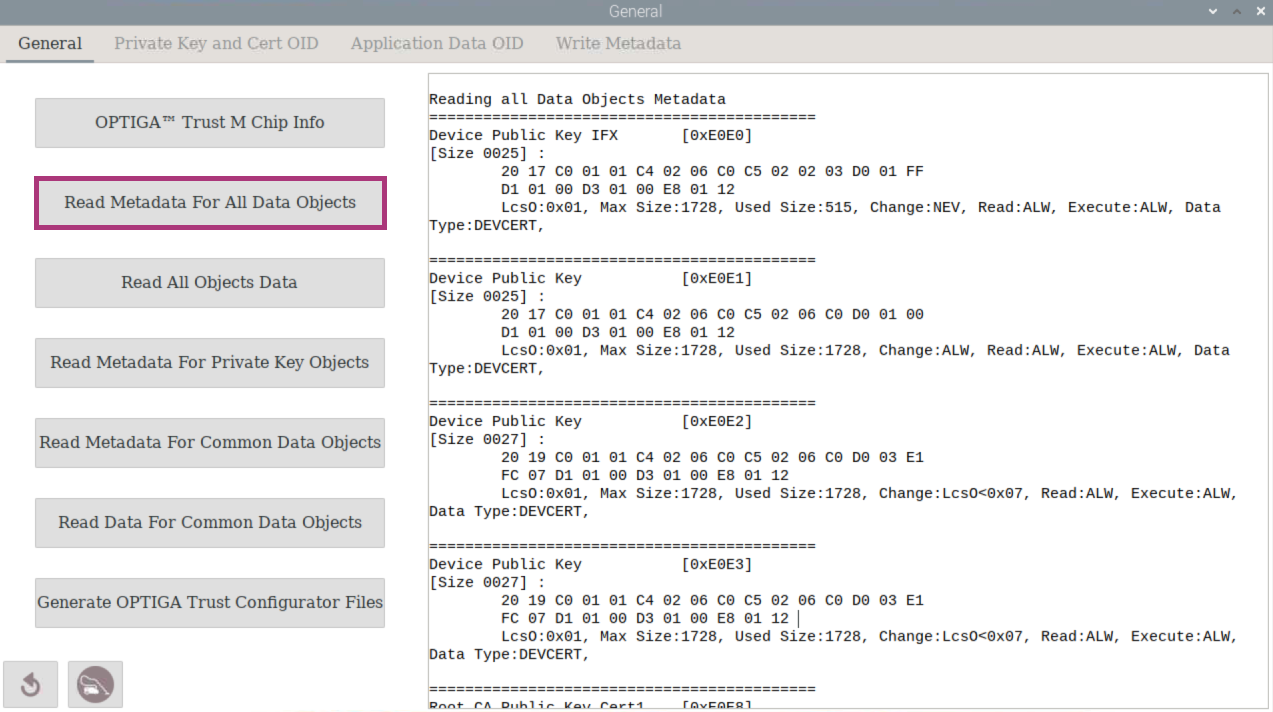 General
General
Private Key and Cert OID
Application Data OID
Write Metadata
OPTIGA™ Trust M Chip Info
Read Metadata For All Data Objects
Read All Objects Data
Read Metadata For Private Key Objects
Read Metadata For Common Data Objects
Read Data For Common Data Objects
Generate OPTIGA Trust Configurator Files
Reading all Data Objects Metadata
===========================================
Device Public Key IFX       [0xE0E0]
[Size 0025] :
        20 17 C0 01 01 C4 02 06 C0 C5 02 02 03 D0 01 FF
        D1 01 00 D3 01 00 E8 01 12
        LcsO:0x01, Max Size:1728, Used Size:515, Change:NEV, Read:ALW, Execute:ALW, Data
Type:DEVCERT,
===========================================
Device Public Key           [0xE0E1]
[Size 0025] :
        20 17 C0 01 01 C4 02 06 C0 C5 02 06 C0 D0 01 00
        D1 01 00 D3 01 00 E8 01 12
        LcsO:0x01, Max Size:1728, Used Size:1728, Change:ALW, Read:ALW, Execute:ALW, Data
Type:DEVCERT,
===========================================
Device Public Key           [0xE0E2]
[Size 0027] :
        20 19 C0 01 01 C4 02 06 C0 C5 02 06 C0 D0 03 E1
        FC 07 D1 01 00 D3 01 00 E8 01 12
        LcsO:0x01, Max Size:1728, Used Size:1728, Change:LcsO<0x07, Read:ALW, Execute:ALW,
Data Type:DEVCERT,
===========================================
Device Public Key           [0xE0E3]
[Size 0027] :
        20 19 C0 01 01 C4 02 06 C0 C5 02 06 C0 D0 03 E1
        FC 07 D1 01 00 D3 01 00 E8 01 12
        LcsO:0x01, Max Size:1728, Used Size:1728, Change:LcsO<0x07, Read:ALW, Execute:ALW,
Data Type:DEVCERT,
===========================================
Root CA Public Key Cert1    [0xE0E8]